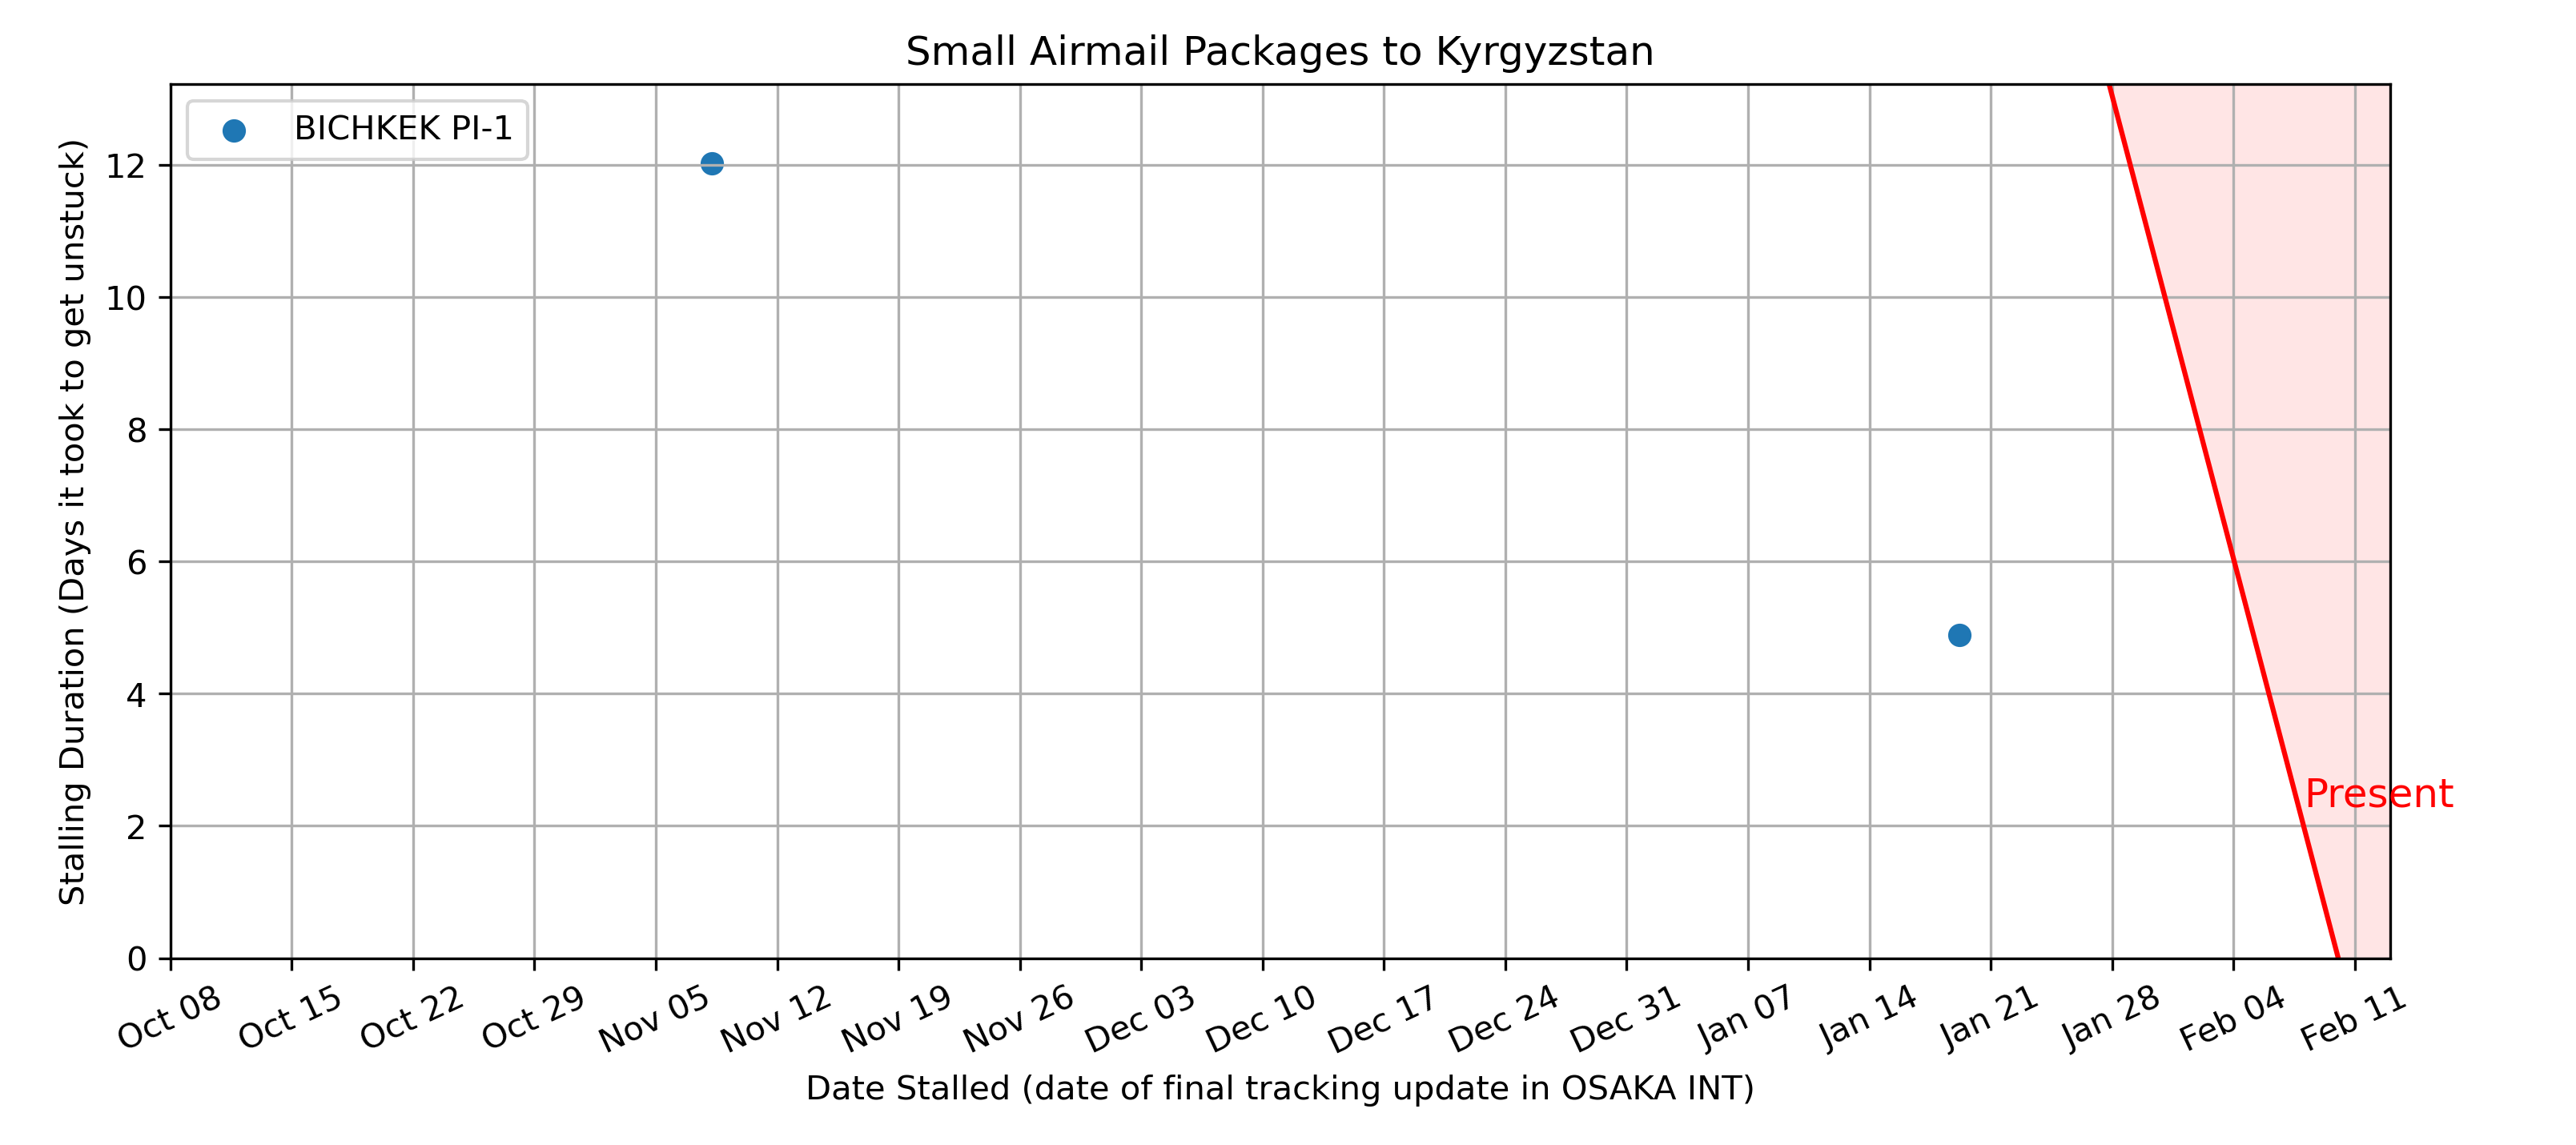 Small Airmail Packages to Kyrgyzstan
BICHKEK PI-1
Stalling Duration (Days it took to get unstuck)
12
10
8
6
4
2
0
Present
Oct 08 Oct 15 Oct 22 Oct 29 Nov 05 Nov 12 Nov 19 Nov 26 Dec 03 Dec 10 Dec 17 Dec 24 Dec 31 Jan 07 Jan 14 Jan 21 Jan 28 Feb 04 Feb 11
Date Stalled (date of final tracking update in OSAKA INT)